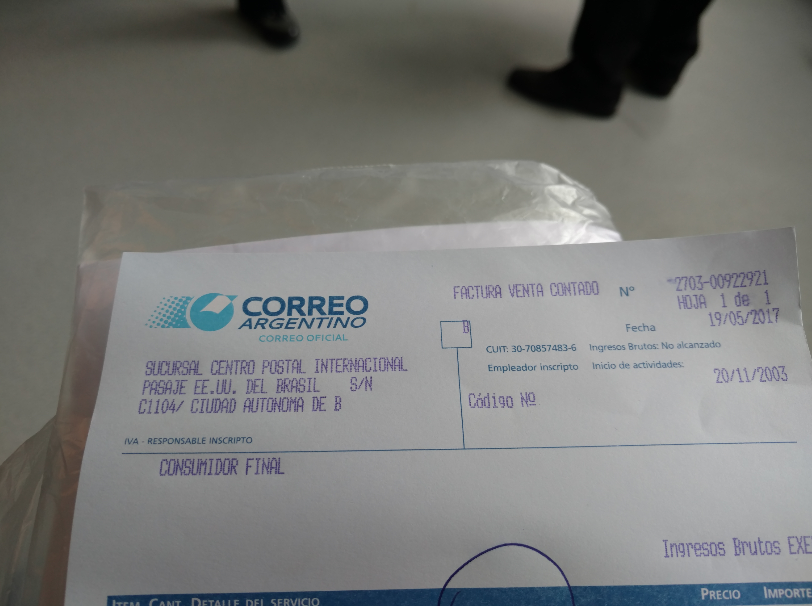 CORREO
ARGENTINO
CORREO OFICIAL
FACTURA VENTA CONTADO Nº *2703-00922921
HOJA 1 de 1
Fecha 19/05/2017
B
CUIT: 30-70857483-6 Ingresos Brutos: No alcanzado
Empleador inscripto Inicio de actividades:
20/11/2003
Código Nº
SUCURSAL CENTRO POSTAL INTERNACIONAL
PASAJE EE.UU. DEL BRASIL S/N
C1104/ CIUDAD AUTONOMA DE B
IVA - RESPONSABLE INSCRIPTO
CONSUMIDOR FINAL
Ingresos Brutos EXE
ITEM CANT. DETALLE DEL SERVICIO PRECIO IMPORT